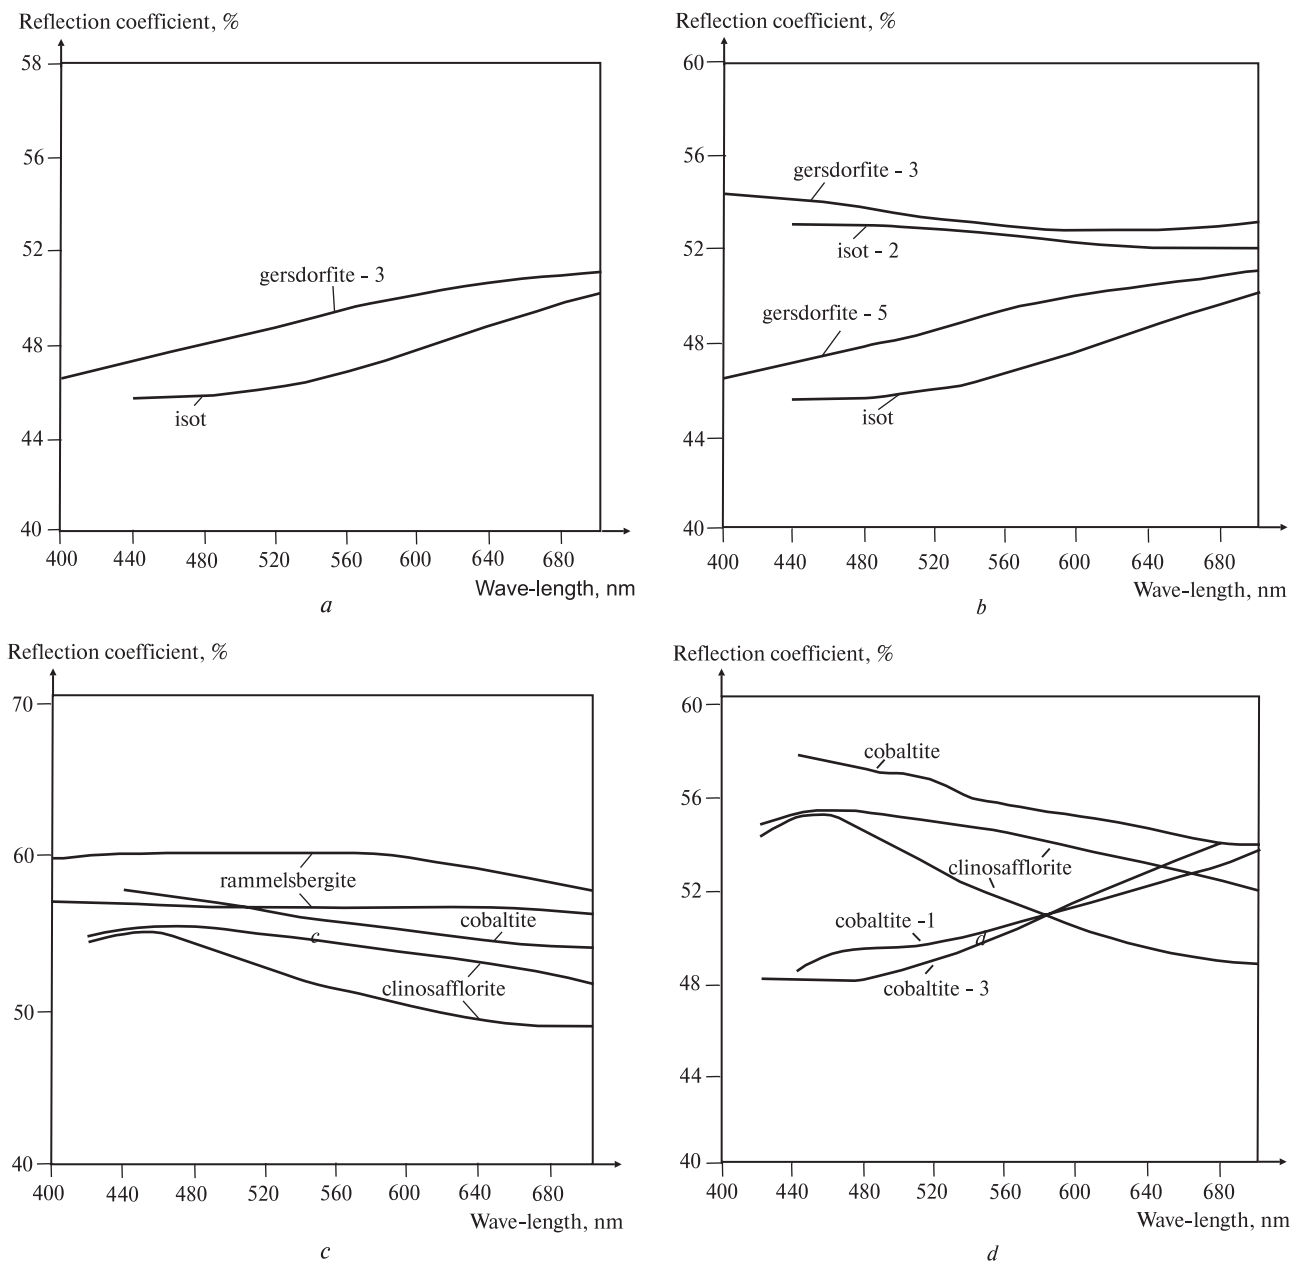 Reflection coefficient, %
58
56
52
48
44
40
gersdorfite - 3
isot
400 440 480 520 560 600 640 680
Wave-length, nm
a
Reflection coefficient, %
60
56
52
48
44
40
gersdorfite - 3
isot - 2
gersdorfite - 5
isot
400 440 480 520 560 600 640 680
Wave-length, nm
b
Reflection coefficient, %
70
60
50
40
rammelsbergite
cobaltite
c
clinosafflorite
400 440 480 520 560 600 640 680
Wave-length, nm
c
Reflection coefficient, %
60
56
52
48
44
40
cobaltite
clinosafflorite
cobaltite -1
d
cobaltite - 3
400 440 480 520 560 600 640 680
Wave-length, nm
d